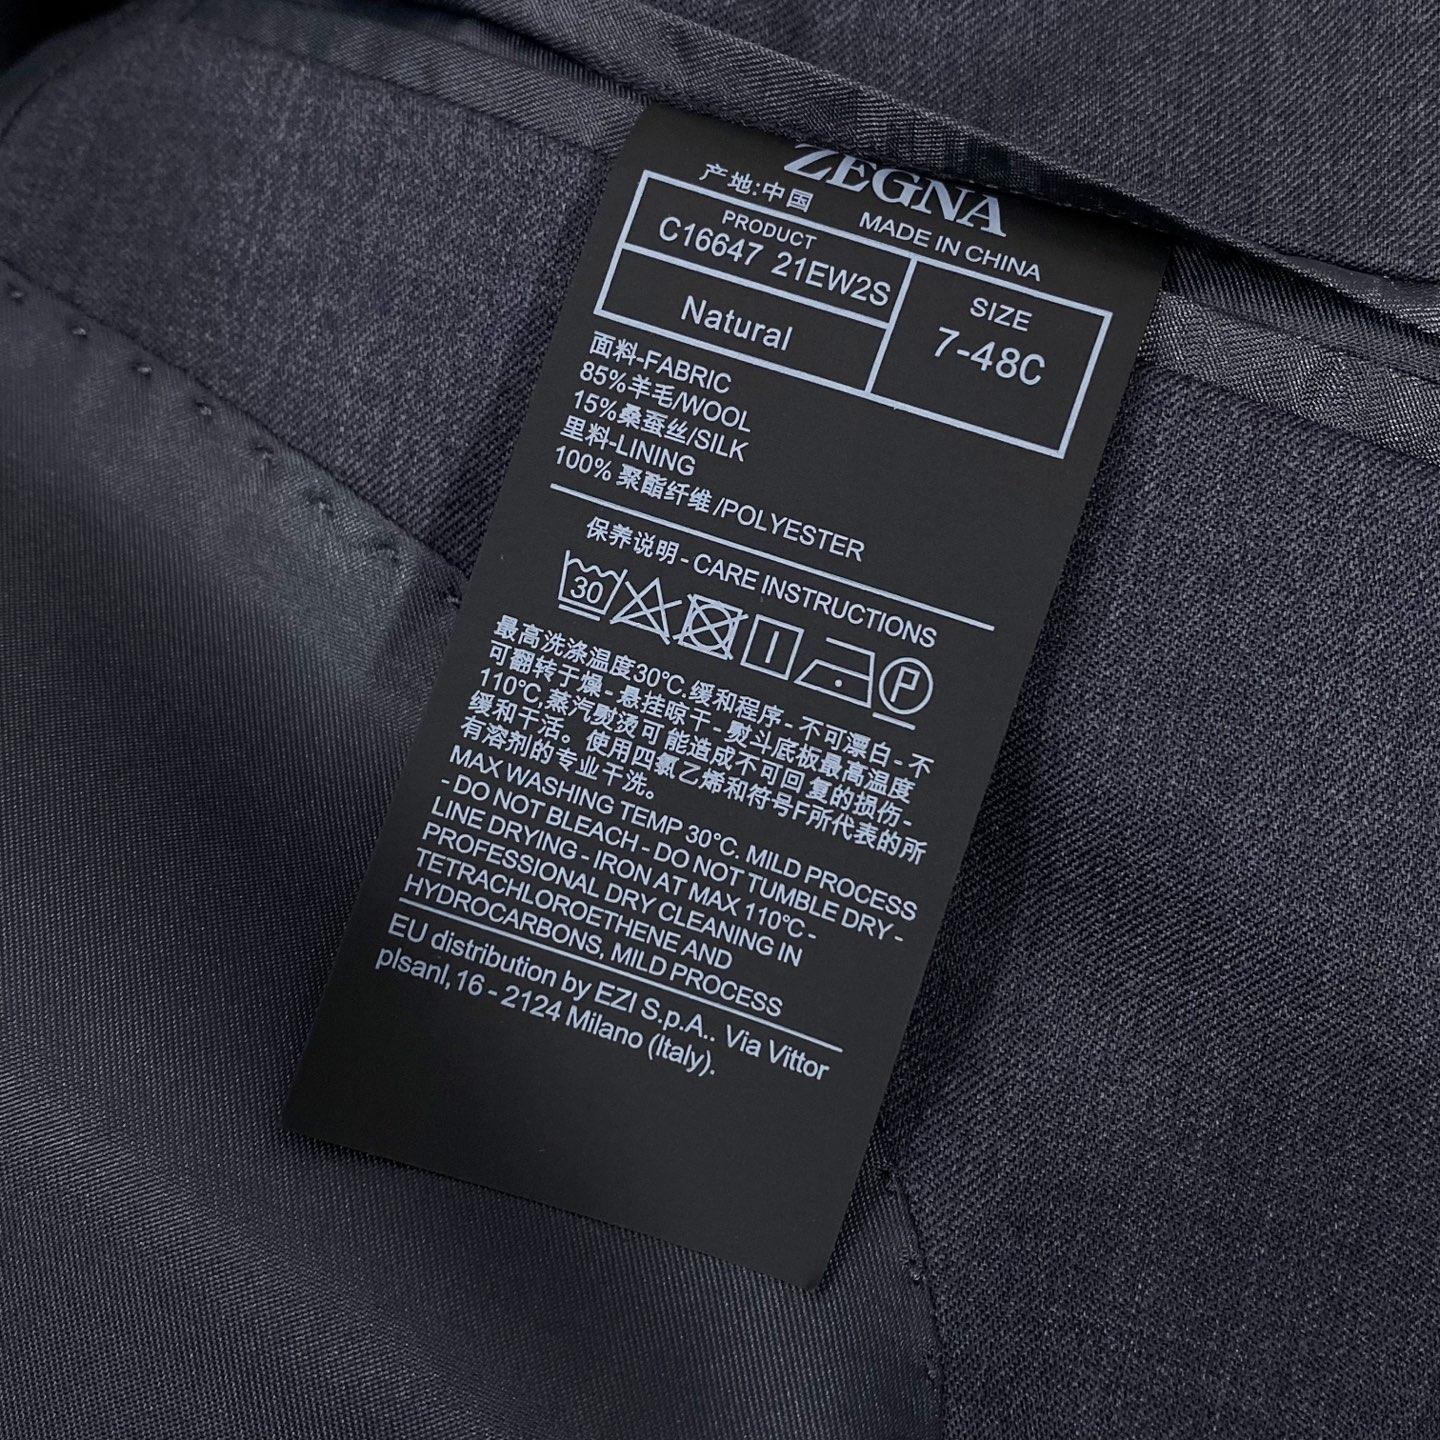 ZEGNA
产地:中国 MADE IN CHINA
PRODUCT
C16647 21EW2S
Natural
SIZE
7-48C
面料-FABRIC
85%羊毛/WOOL
15%桑蚕丝/SILK
里料-LINING
100% 聚酯纤维 /POLYESTER
保养说明 - CARE INSTRUCTIONS
30
P
最高洗涤温度30℃. 缓和程序 - 不可漂白 - 不
可翻转干燥 - 悬挂晾干 - 熨斗底板最高温度
110℃,蒸汽熨烫可能造成不可回复的损伤 -
缓和干活。使用四氯乙烯和符号F所代表的所
有溶剂的专业干洗。
MAX WASHING TEMP 30℃. MILD PROCESS
- DO NOT BLEACH - DO NOT TUMBLE DRY -
LINE DRYING - IRON AT MAX 110℃ -
PROFESSIONAL DRY CLEANING IN
TETRACHLOROETHENE AND
HYDROCARBONS, MILD PROCESS
EU distribution by EZI S.p.A.. Via Vittor
plsanl, 16 - 2124 Milano (Italy).